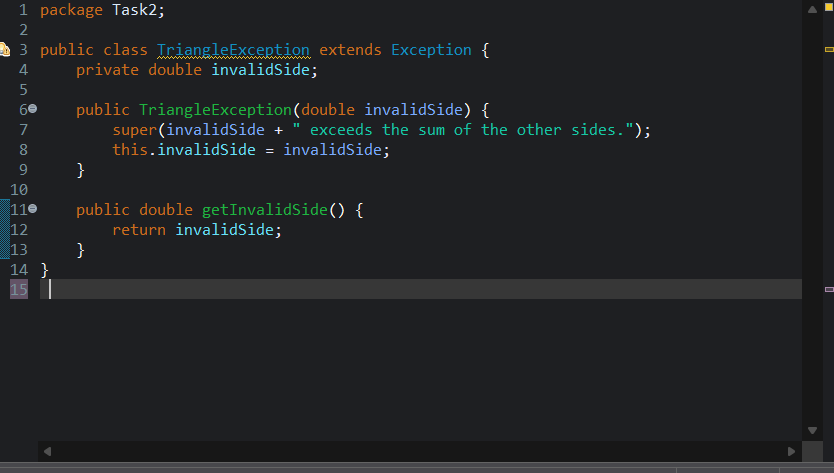 1 package Task2;
2
3 public class TriangleException extends Exception {
4     private double invalidSide;
5
6     public TriangleException(double invalidSide) {
7         super(invalidSide + " exceeds the sum of the other sides.");
8         this.invalidSide = invalidSide;
9     }
10
11     public double getInvalidSide() {
12         return invalidSide;
13     }
14 }
15